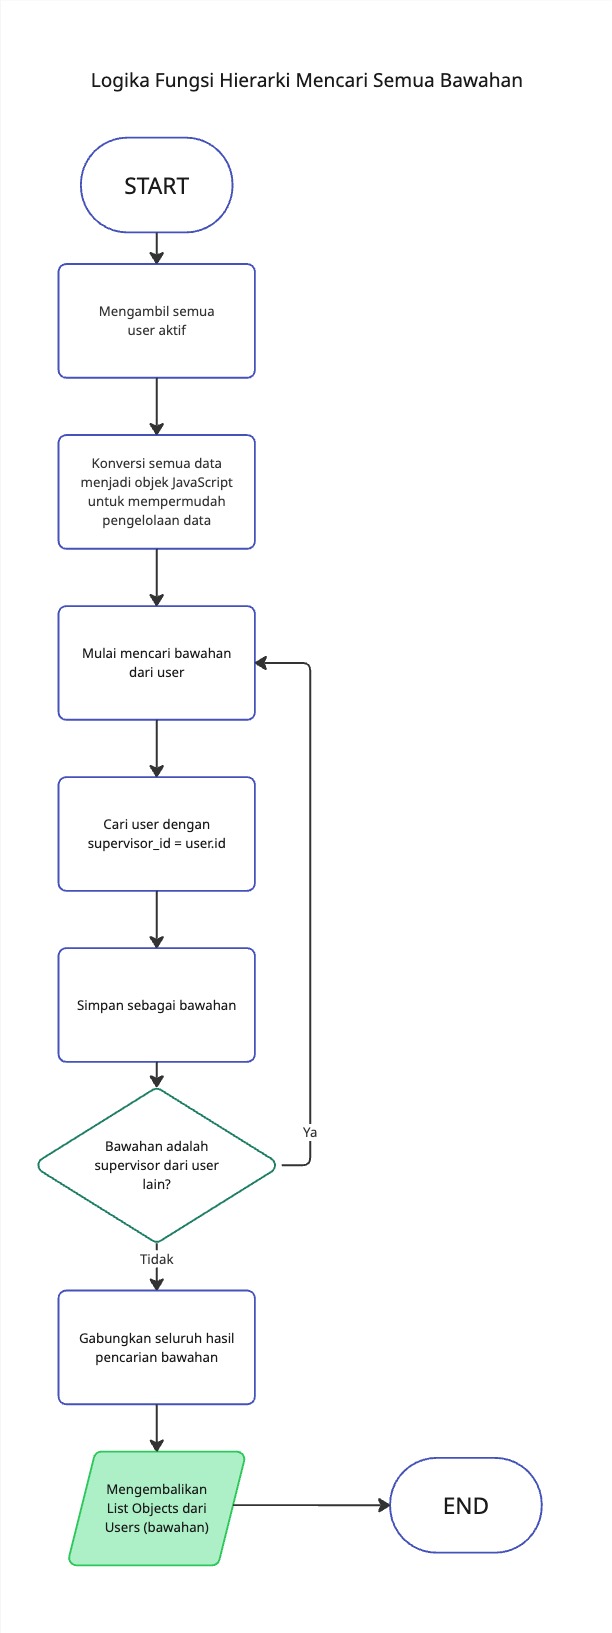 Logika Fungsi Hierarki Mencari Semua Bawahan
START
Mengambil semua
user aktif
Konversi semua data
menjadi objek JavaScript
untuk mempermudah
pengelolaan data
Mulai mencari bawahan
dari user
Cari user dengan
supervisor_id = user.id
Simpan sebagai bawahan
Bawahan adalah
supervisor dari user
lain?
Ya
Tidak
Gabungkan seluruh hasil
pencarian bawahan
Mengembalikan
List Objects dari
Users (bawahan)
END